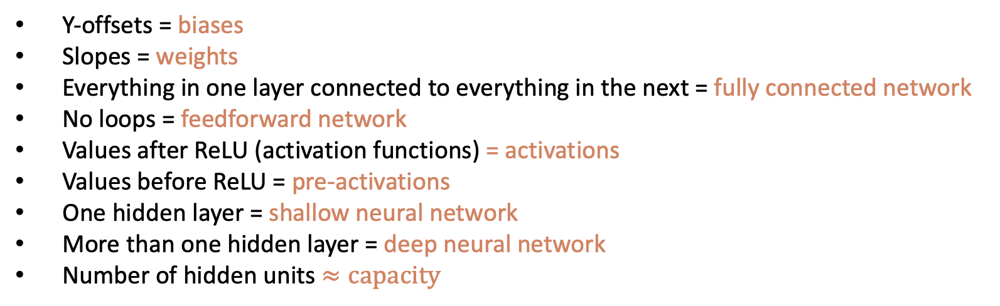 • Y-offsets = biases
• Slopes = weights
• Everything in one layer connected to everything in the next = fully connected network
• No loops = feedforward network
• Values after ReLU (activation functions) = activations
• Values before ReLU = pre-activations
• One hidden layer = shallow neural network
• More than one hidden layer = deep neural network
• Number of hidden units ≈ capacity